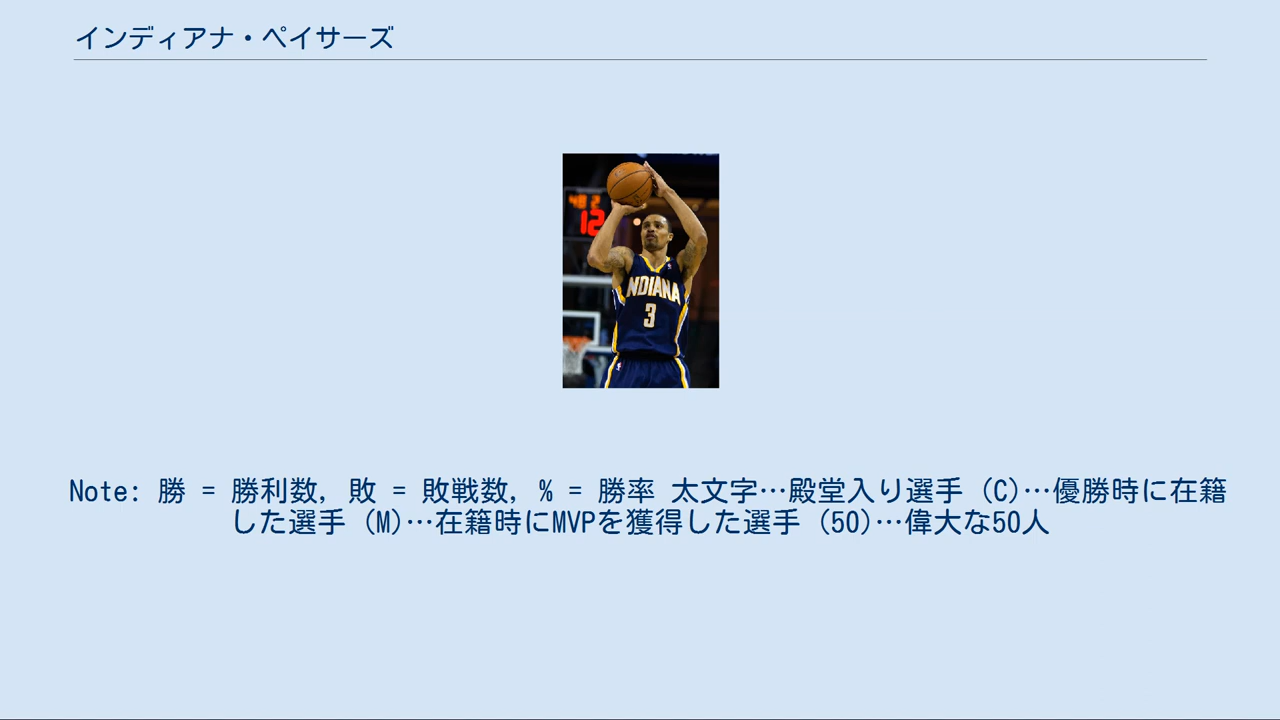 インディアナ・ペイサーズ
48 2
12
NDIANA
3
Note: 勝 = 勝利数, 敗 = 敗戦数, % = 勝率 太文字…殿堂入り選手 (C)…優勝時に在籍
した選手 (M)…在籍時にMVPを獲得した選手 (50)…偉大な50人